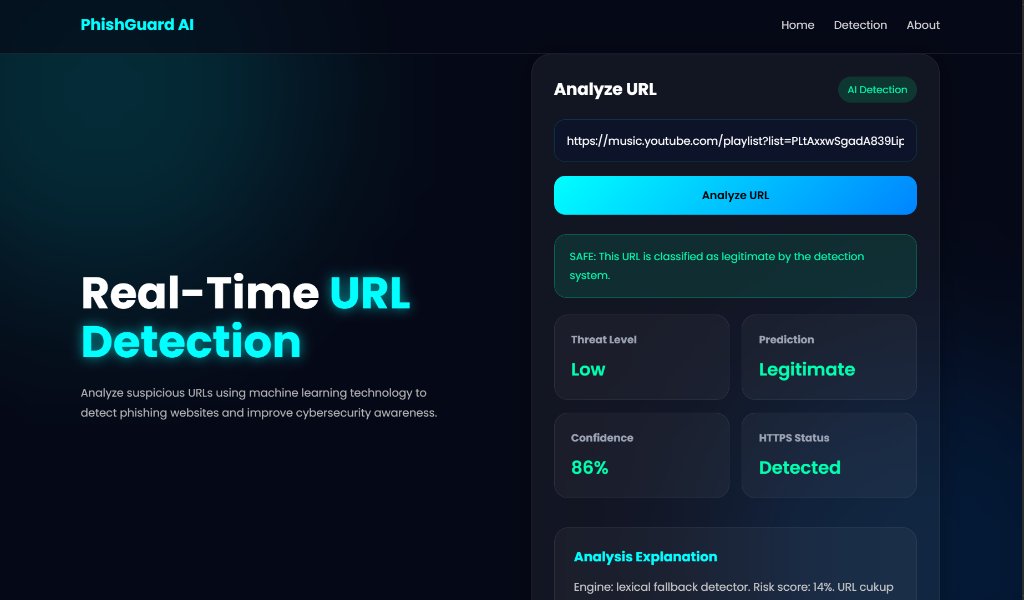 PhishGuard AI
Home
Detection
About
Analyze URL
AI Detection
https://music.youtube.com/playlist?list=PLtAxxwSgadA839Lip
Analyze URL
SAFE: This URL is classified as legitimate by the detection
system.
Real-Time URL
Detection
Analyze suspicious URLs using machine learning technology to
detect phishing websites and improve cybersecurity awareness.
Threat Level
Low
Prediction
Legitimate
Confidence
86%
HTTPS Status
Detected
Analysis Explanation
Engine: lexical fallback detector. Risk score: 14%. URL cukup